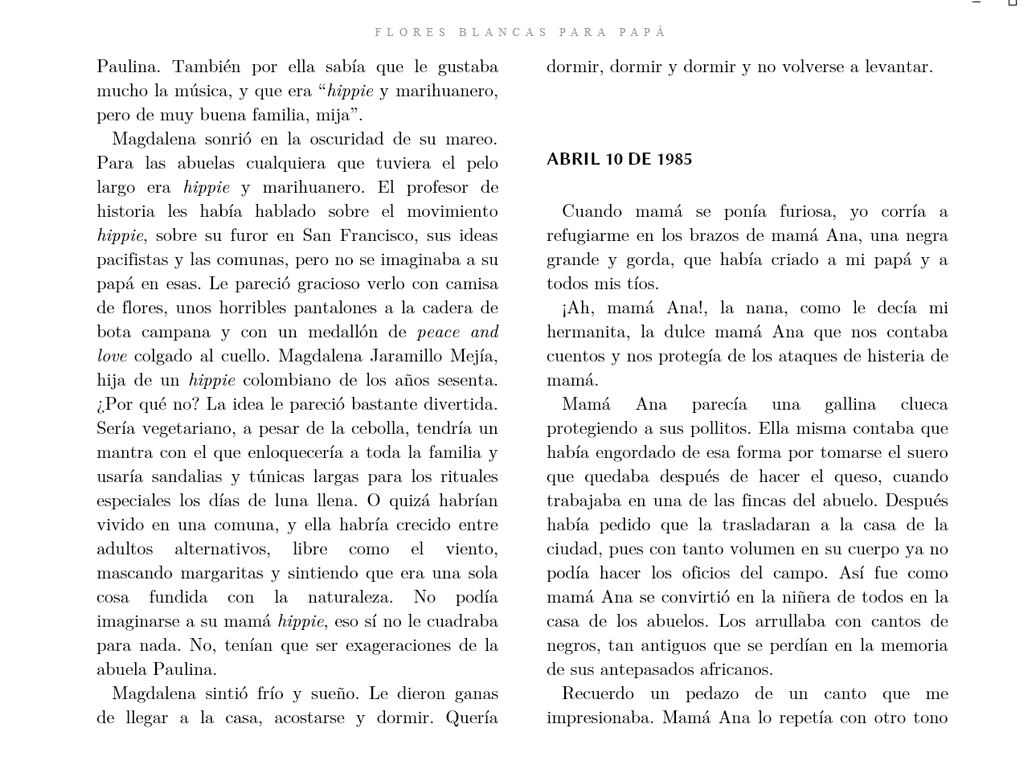 FLORES BLANCAS PARA PAPÁ
Paulina. También por ella sabía que le gustaba
mucho la música, y que era “hippie y marihuanero,
pero de muy buena familia, mija”.
Magdalena sonrió en la oscuridad de su mareo.
Para las abuelas cualquiera que tuviera el pelo
largo era hippie y marihuanero. El profesor de
historia les había hablado sobre el movimiento
hippie, sobre su furor en San Francisco, sus ideas
pacifistas y las comunas, pero no se imaginaba a su
papá en esas. Le pareció gracioso verlo con camisa
de flores, unos horribles pantalones a la cadera de
bota campana y con un medallón de peace and
love colgado al cuello. Magdalena Jaramillo Mejía,
hija de un hippie colombiano de los años sesenta.
¿Por qué no? La idea le pareció bastante divertida.
Sería vegetariano, a pesar de la cebolla, tendría un
mantra con el que enloquecería a toda la familia y
usaría sandalias y túnicas largas para los rituales
especiales los días de luna llena. O quizá habrían
vivido en una comuna, y ella habría crecido entre
adultos alternativos, libre como el viento,
mascando margaritas y sintiendo que era una sola
cosa fundida con la naturaleza. No podía
imaginarse a su mamá hippie, eso sí no le cuadraba
para nada. No, tenían que ser exageraciones de la
abuela Paulina.
Magdalena sintió frío y sueño. Le dieron ganas
de llegar a la casa, acostarse y dormir. Quería
dormir, dormir y dormir y no volverse a levantar.
ABRIL 10 DE 1985
Cuando mamá se ponía furiosa, yo corría a
refugiarme en los brazos de mamá Ana, una negra
grande y gorda, que había criado a mi papá y a
todos mis tíos.
¡Ah, mamá Ana!, la nana, como le decía mi
hermanita, la dulce mamá Ana que nos contaba
cuentos y nos protegía de los ataques de histeria de
mamá.
Mamá Ana parecía una gallina clueca
protegiendo a sus pollitos. Ella misma contaba que
había engordado de esa forma por tomarse el suero
que quedaba después de hacer el queso, cuando
trabajaba en una de las fincas del abuelo. Después
había pedido que la trasladaran a la casa de la
ciudad, pues con tanto volumen en su cuerpo ya no
podía hacer los oficios del campo. Así fue como
mamá Ana se convirtió en la niñera de todos en la
casa de los abuelos. Los arrullaba con cantos de
negros, tan antiguos que se perdían en la memoria
de sus antepasados africanos.
Recuerdo un pedazo de un canto que me
impresionaba. Mamá Ana lo repetía con otro tono